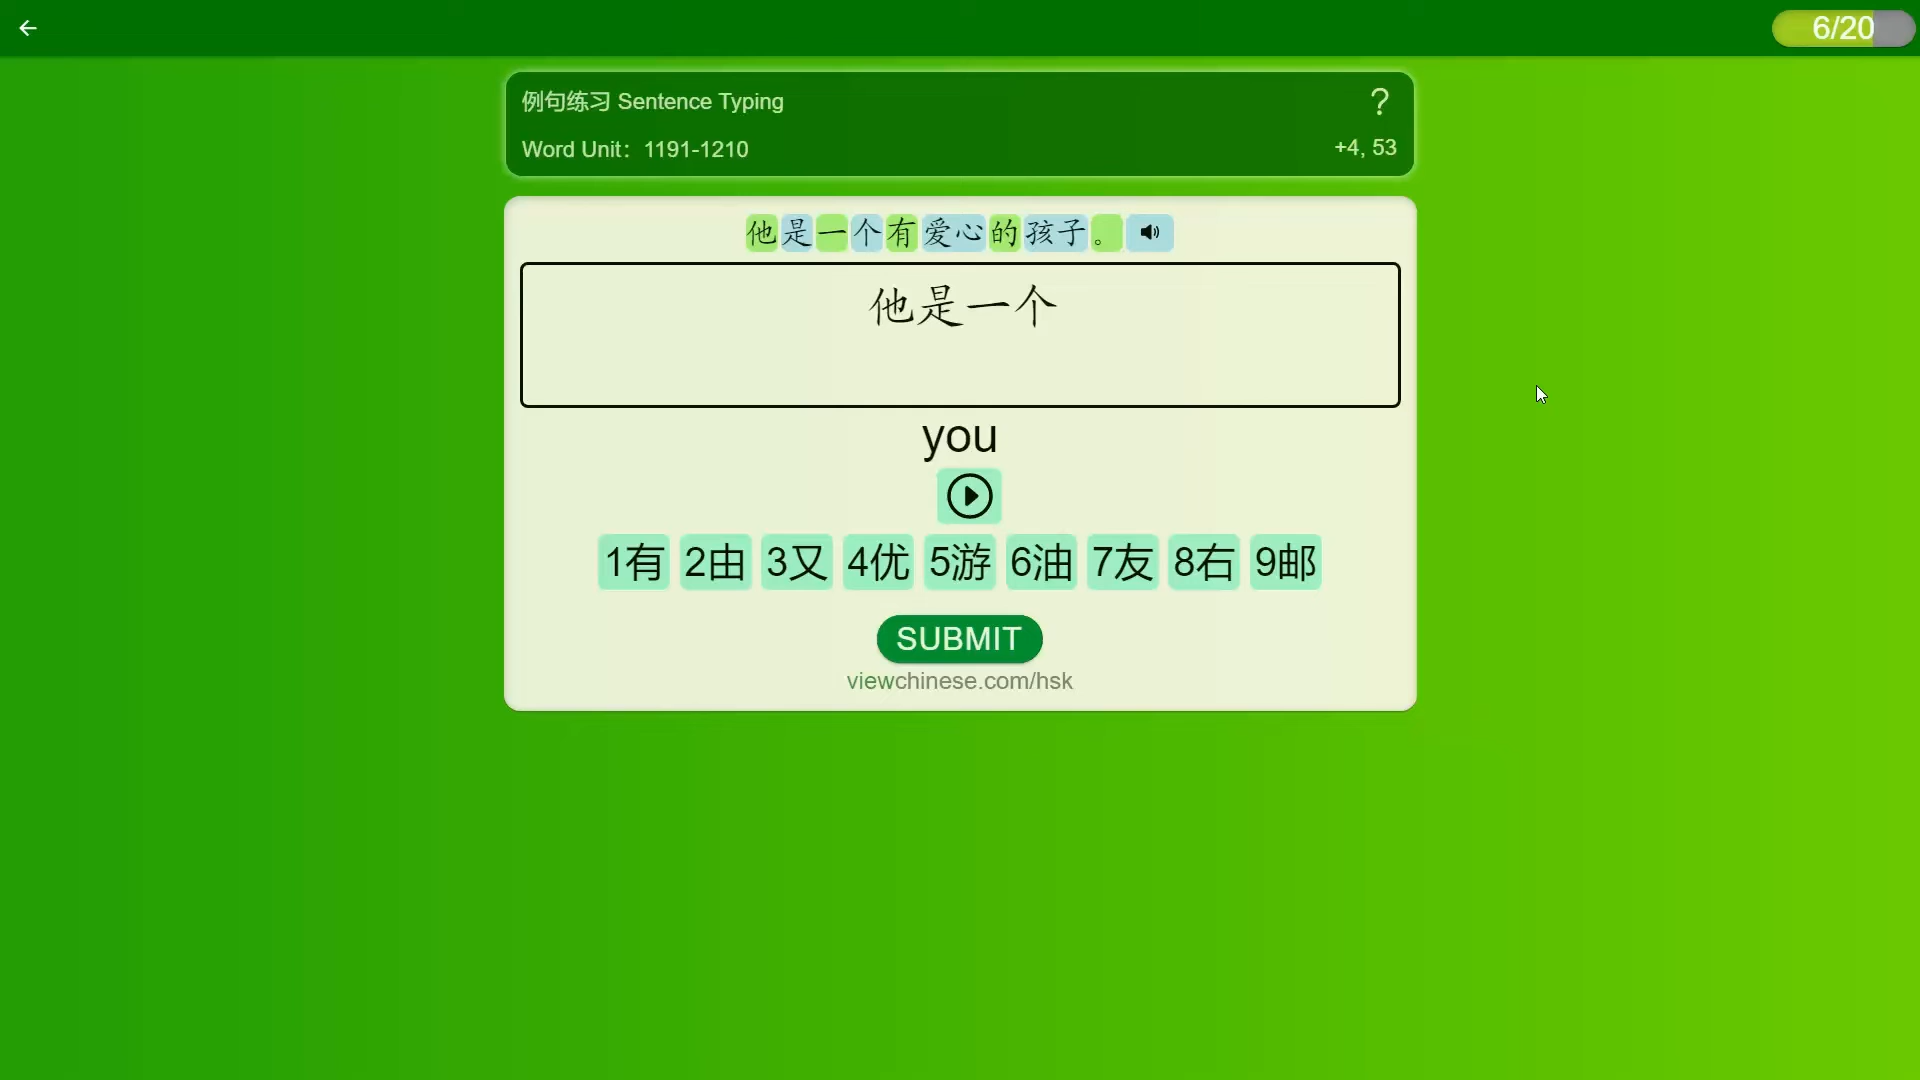 6/20
例句练习 Sentence Typing
?
Word Unit：1191-1210
+4, 53
他是一个有爱心的孩子。
他是一个
you
1有 2由 3又 4优 5游 6油 7友 8右 9邮
SUBMIT
viewchinese.com/hsk